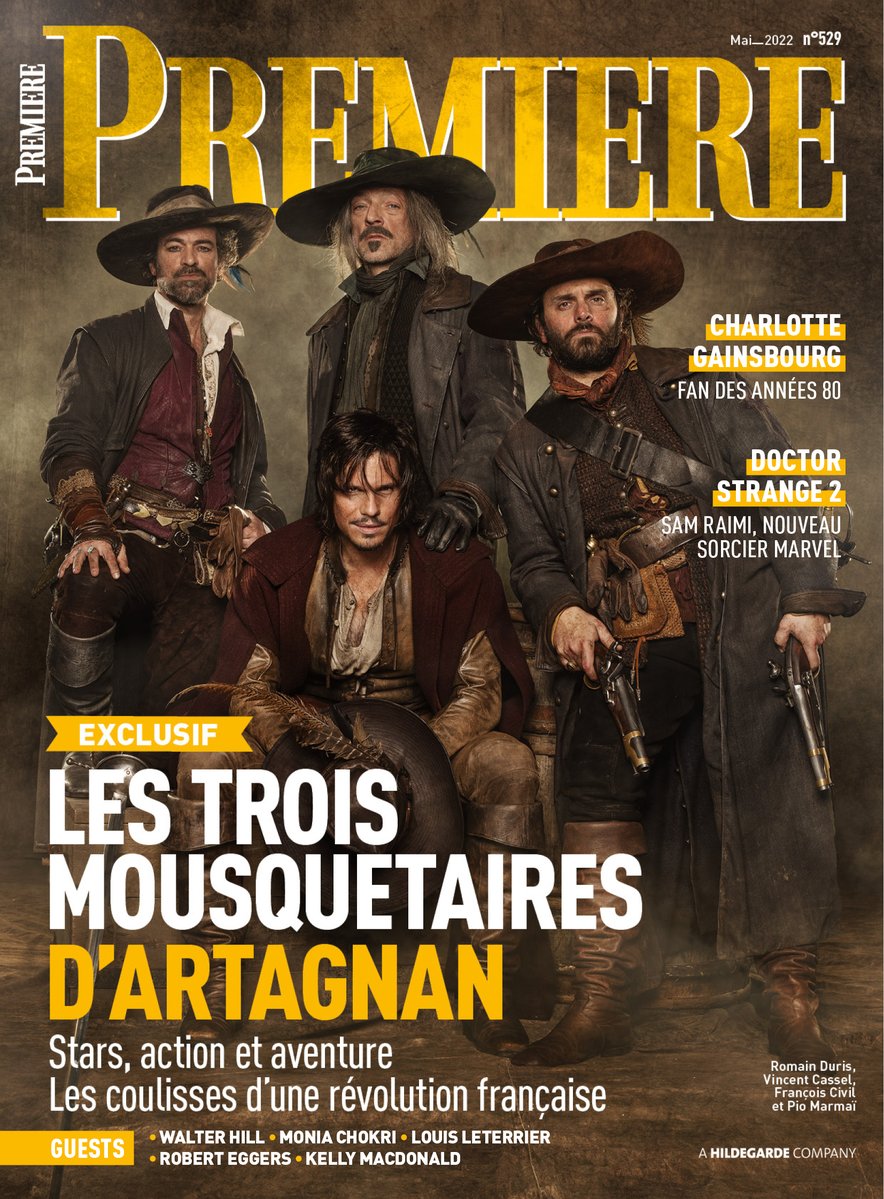 Mai_2022 n°529
PREMIERE
PREMIERE
CHARLOTTE
GAINSBOURG
FAN DES ANNÉES 80
DOCTOR
STRANGE 2
SAM RAIMI, NOUVEAU
SORCIER MARVEL
EXCLUSIF
LES TROIS
MOUSQUETAIRES
D'ARTAGNAN
Stars, action et aventure
Les coulisses d'une révolution française
Romain Duris,
Vincent Cassel,
François Civil
et Pio Marmaï
GUESTS
• WALTER HILL • MONIA CHOKRI • LOUIS LETERRIER
• ROBERT EGGERS • KELLY MACDONALD
A HILDEGARDE COMPANY